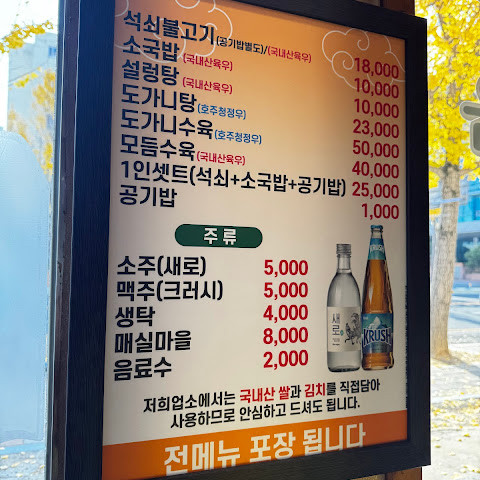 석쇠불고기(공기밥별도)/(국내산육우) 18,000
소국밥(국내산육우) 10,000
설렁탕(국내산육우) 10,000
도가니탕(호주청정우) 23,000
도가니수육(호주청정우) 50,000
모듬수육(국내산육우) 40,000
1인셋트(석쇠+소국밥+공기밥) 25,000
공기밥 1,000
주류
소주(새로) 5,000
맥주(크러시) 5,000
생탁 4,000
매실마을 8,000
음료수 2,000
새로
KRUSH
KRUSH
저희업소에서는 국내산 쌀과 김치를 직접담아
사용하므로 안심하고 드셔도 됩니다.
전메뉴 포장 됩니다